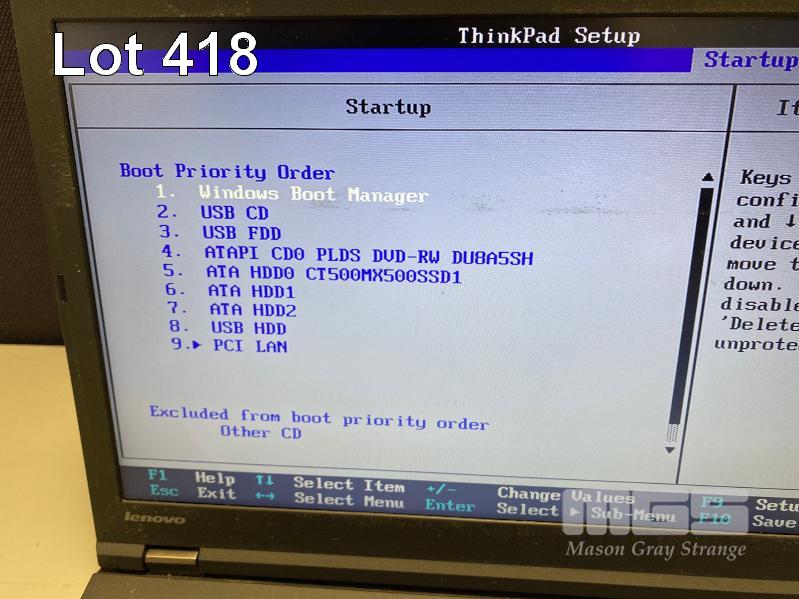 Lot 418
ThinkPad Setup
Startup
Startup
Boot Priority Order
1. Windows Boot Manager
2. USB CD
3. USB FDD
4. ATAPI CD0 PLDS DVD-RW DU8A5SH
5. ATA HDD0 CT500MX500SSD1
6. ATA HDD1
7. ATA HDD2
8. USB HDD
9.▸ PCI LAN
Excluded from boot priority order
Other CD
It
Keys
confi
and ↓
device
move t
down.
disable
'Delete
unprote
F1 Help ↑↓ Select Item +/- Change Values F9 Setu
Esc Exit ←→ Select Menu Enter Select ▸ Sub-Menu F10 Save
lenovo
MGS
Mason Gray Strange